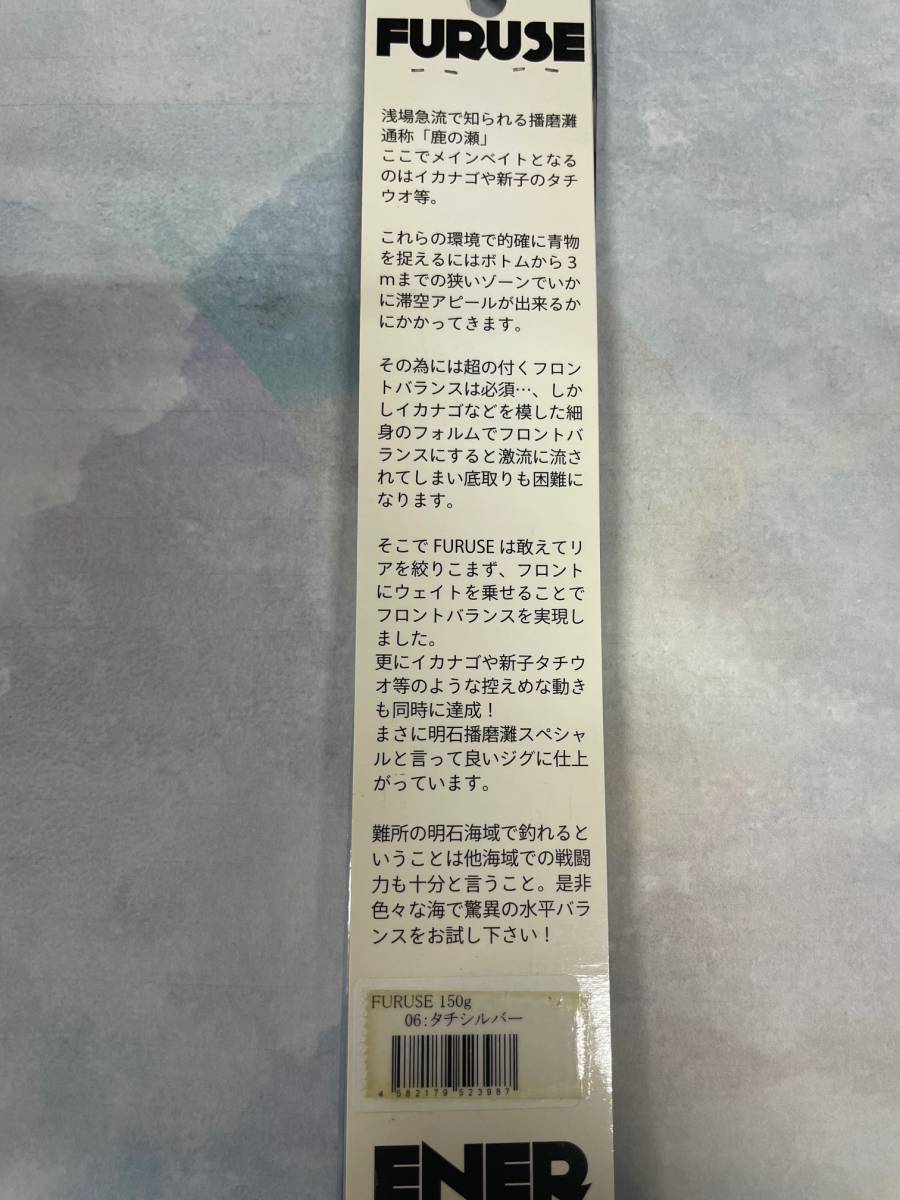 FURUSE
浅場急流で知られる播磨灘
通称「鹿の瀬」
ここでメインベイトとなる
のはイカナゴや新子のタチ
ウオ等。
これらの環境で的確に青物
を捉えるにはボトムから３
ｍまでの狭いゾーンでいか
に滞空アピールが出来るか
にかかってきます。
その為には超の付くフロン
トバランスは必須…、しか
しイカナゴなどを模した細
身のフォルムでフロントバ
ランスにすると激流に流さ
れてしまい底取りも困難に
なります。
そこで FURUSE は敢えてリ
アを絞りこまず、フロント
にウェイトを乗せることで
フロントバランスを実現し
ました。
更にイカナゴや新子タチウ
オ等のような控えめな動き
も同時に達成！
まさに明石播磨灘スペシャ
ルと言って良いジグに仕上
がっています。
難所の明石海域で釣れると
いうことは他海域での戦闘
力も十分と言うこと。是非
色々な海で驚異の水平バラ
ンスをお試し下さい！
FURUSE 150g
06:タチシルバー
4 582179 523987
ENER